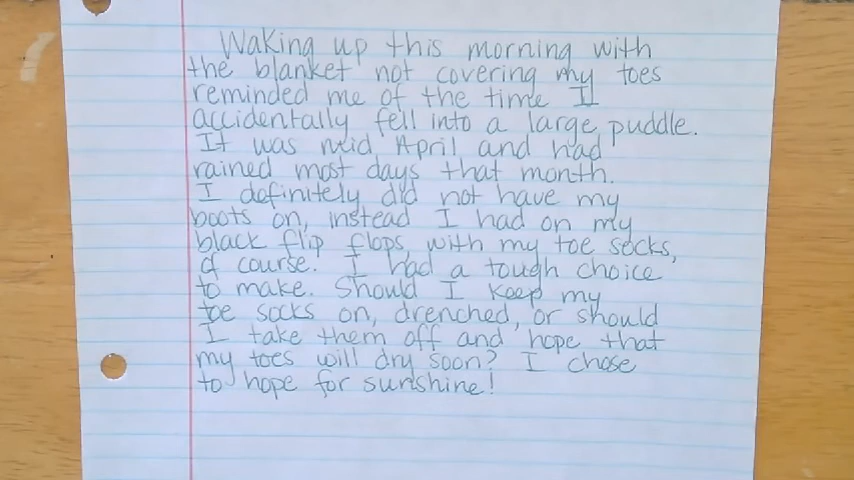 Waking up this morning with
the blanket not covering my toes
reminded me of the time I
accidentally fell into a large puddle.
It was mid April and had
rained most days that month.
I definitely did not have my
boots on, instead I had on my
black flip flops, with my toe socks,
of course. I had a tough choice
to make. Should I keep my
toe socks on, drenched, or should
I take them off and hope that
my toes will dry soon? I chose
to hope for sunshine!